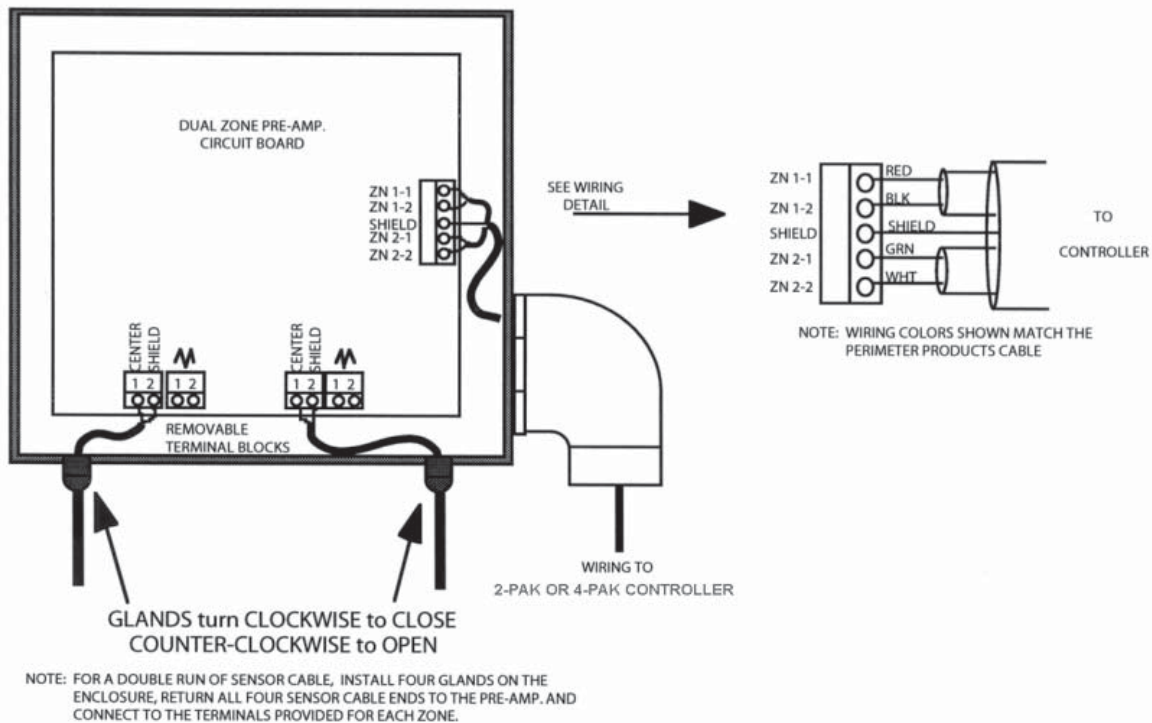 DUAL ZONE PRE-AMP.
CIRCUIT BOARD
ZN 1-1
ZN 1-2
SHIELD
ZN 2-1
ZN 2-2
CENTER
SHIELD
1 2
1 2
CENTER
SHIELD
1 2
1 2
REMOVABLE
TERMINAL BLOCKS
SEE WIRING
DETAIL
ZN 1-1
ZN 1-2
SHIELD
ZN 2-1
ZN 2-2
RED
BLK
SHIELD
GRN
WHT
TO
CONTROLLER
NOTE: WIRING COLORS SHOWN MATCH THE
PERIMETER PRODUCTS CABLE
WIRING TO
2-PAK OR 4-PAK CONTROLLER
GLANDS turn CLOCKWISE to CLOSE
COUNTER-CLOCKWISE to OPEN
NOTE: FOR A DOUBLE RUN OF SENSOR CABLE, INSTALL FOUR GLANDS ON THE
ENCLOSURE, RETURN ALL FOUR SENSOR CABLE ENDS TO THE PRE-AMP. AND
CONNECT TO THE TERMINALS PROVIDED FOR EACH ZONE.